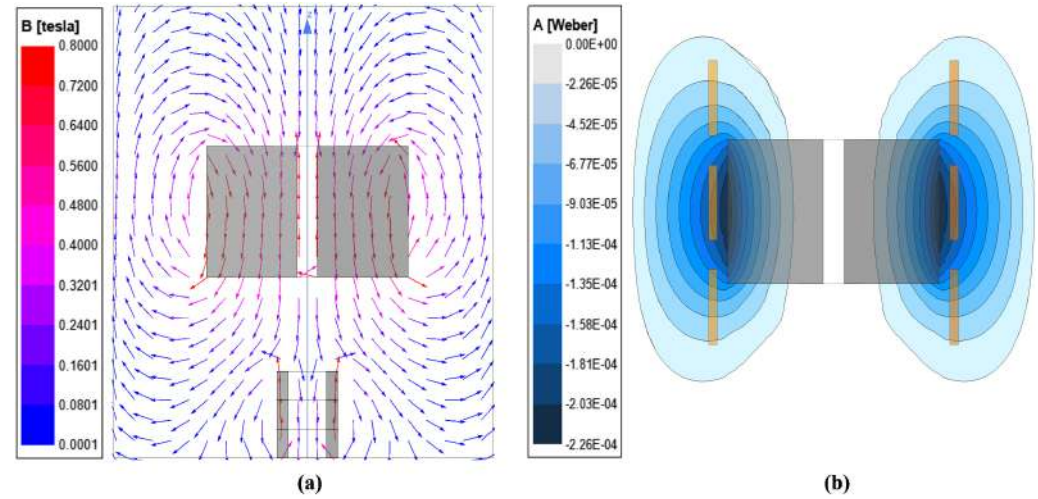 B [tesla]
0.8000
0.7200
0.6400
0.5600
0.4800
0.4000
0.3201
0.2401
0.1601
0.0801
0.0001
z
(a)
A [Weber]
0.00E+00
-2.26E-05
-4.52E-05
-6.77E-05
-9.03E-05
-1.13E-04
-1.35E-04
-1.58E-04
-1.81E-04
-2.03E-04
-2.26E-04
(b)